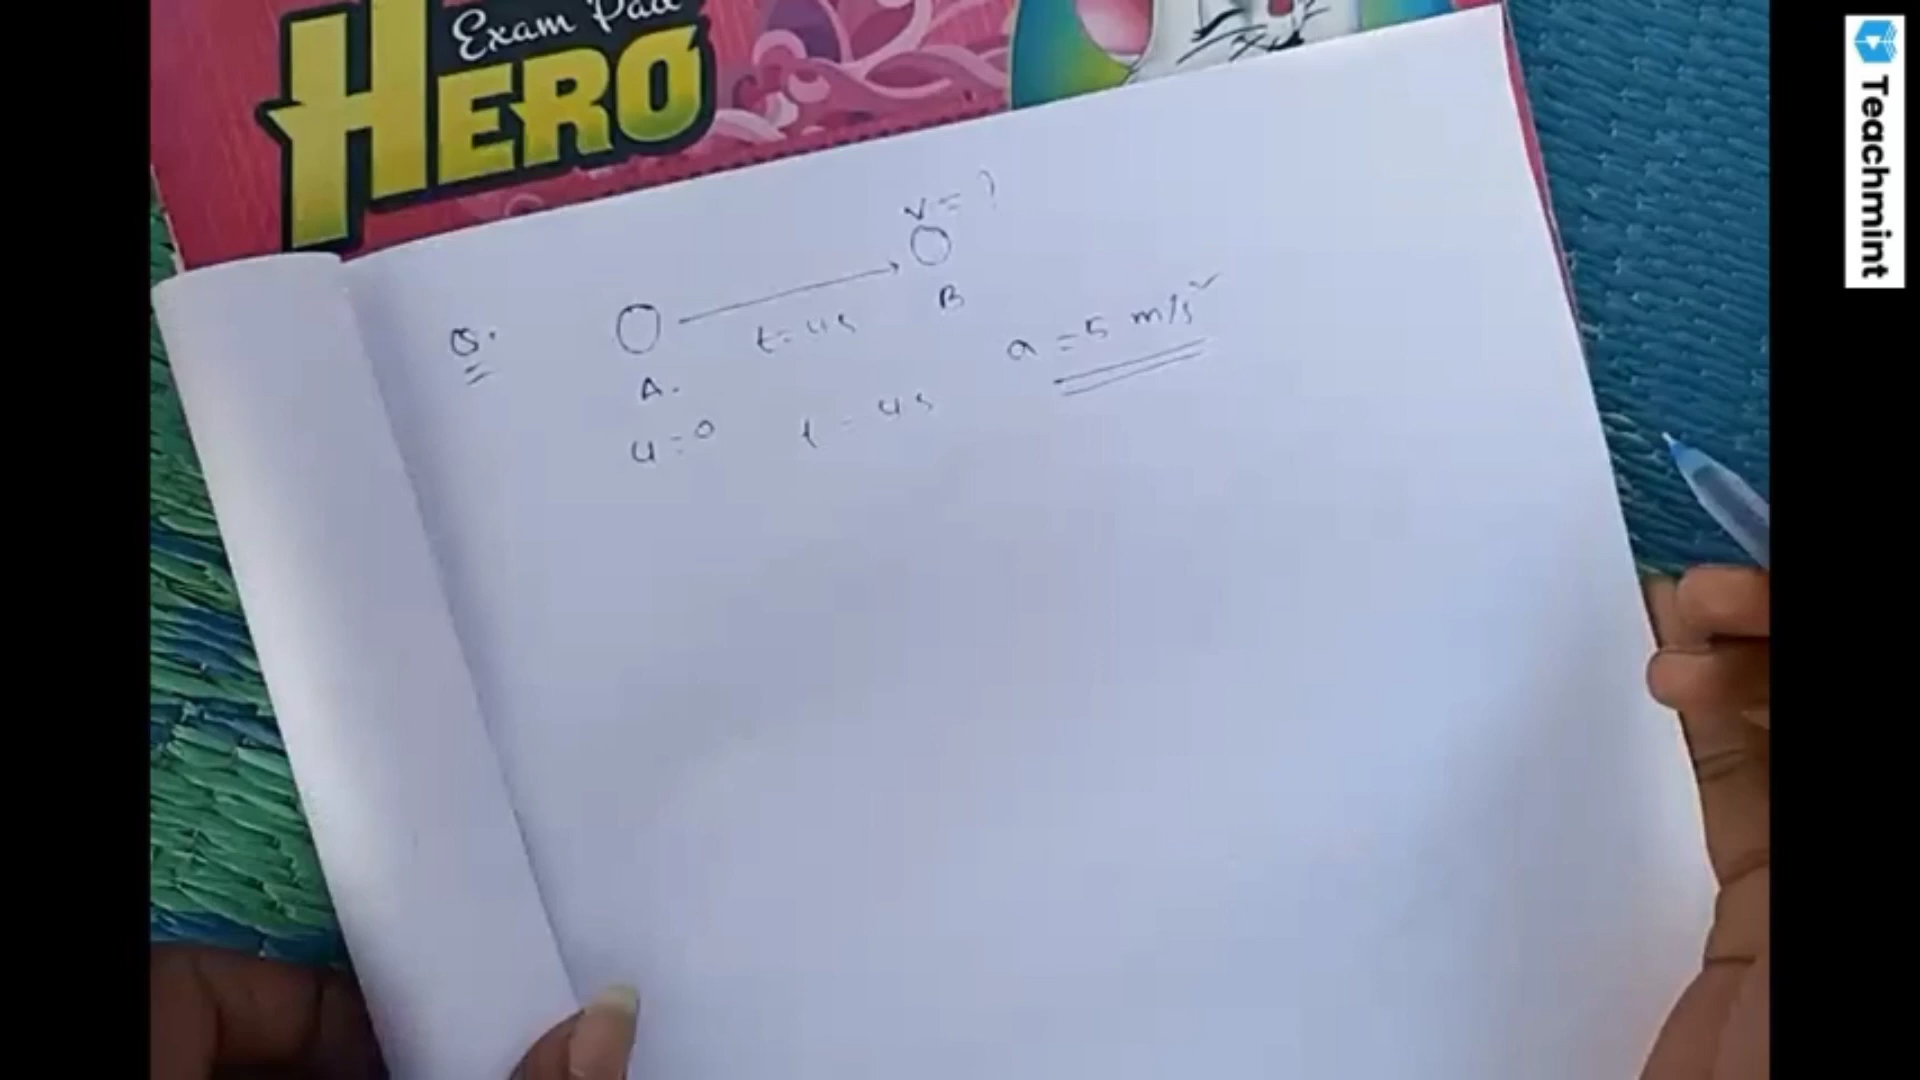 Exam Pad
HERO
Teachmint
v = ?
Q.
t = 4s
B
a = 5 m/s²
A.
u = 0
t = 4s